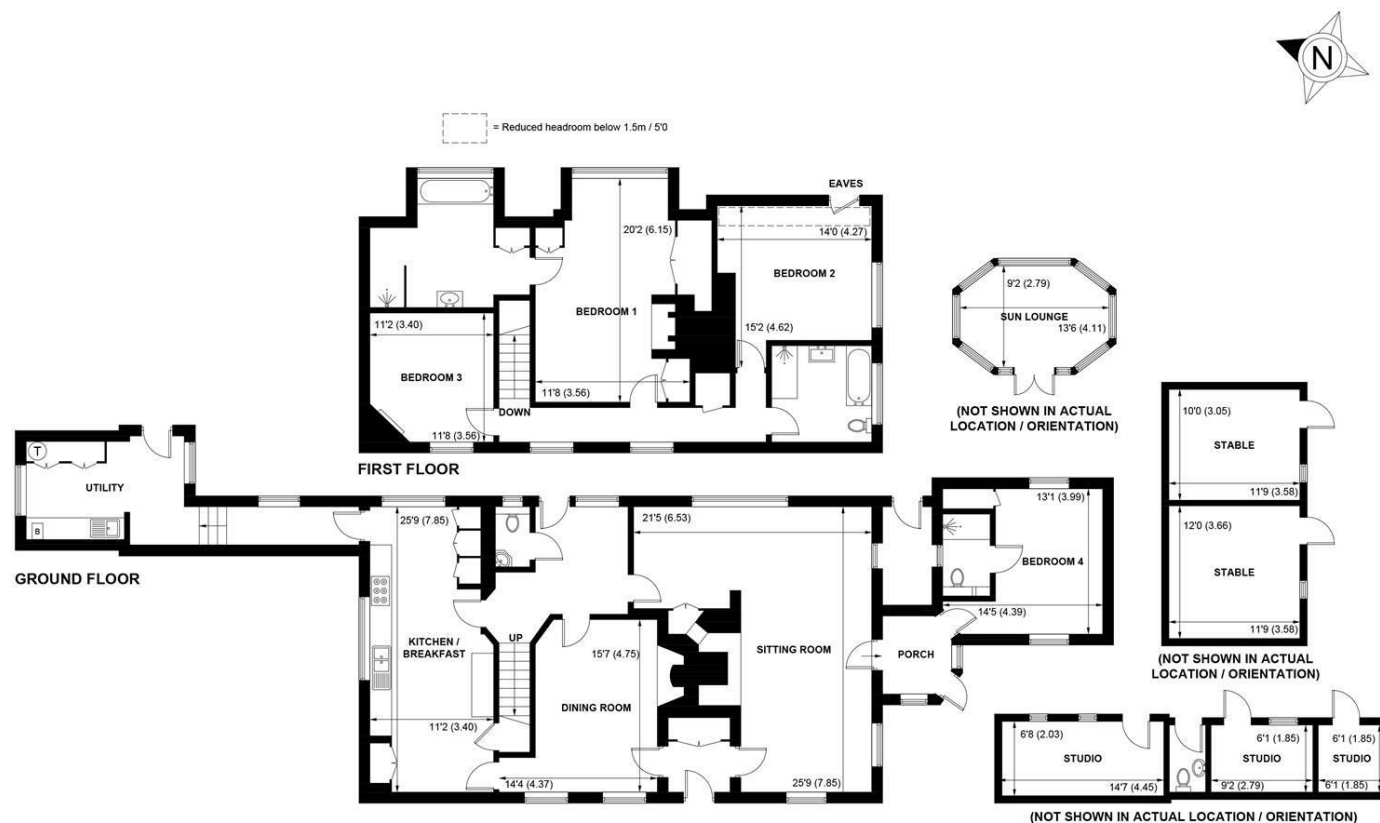 N
= Reduced headroom below 1.5m / 5'0
EAVES
20'2 (6.15)
14'0 (4.27)
BEDROOM 2
BEDROOM 1
15'2 (4.62)
11'2 (3.40)
BEDROOM 3
11'8 (3.56)
DOWN
11'8 (3.56)
FIRST FLOOR
9'2 (2.79)
SUN LOUNGE
13'6 (4.11)
(NOT SHOWN IN ACTUAL
LOCATION / ORIENTATION)
10'0 (3.05)
STABLE
11'9 (3.58)
12'0 (3.66)
STABLE
11'9 (3.58)
(NOT SHOWN IN ACTUAL
LOCATION / ORIENTATION)
T
UTILITY
B
GROUND FLOOR
25'9 (7.85)
KITCHEN /
BREAKFAST
11'2 (3.40)
UP
15'7 (4.75)
DINING ROOM
14'4 (4.37)
21'5 (6.53)
SITTING ROOM
25'9 (7.85)
PORCH
13'1 (3.99)
BEDROOM 4
14'5 (4.39)
6'8 (2.03)
STUDIO
14'7 (4.45)
6'1 (1.85)
STUDIO
9'2 (2.79)
6'1 (1.85)
STUDIO
6'1 (1.85)
(NOT SHOWN IN ACTUAL LOCATION / ORIENTATION)